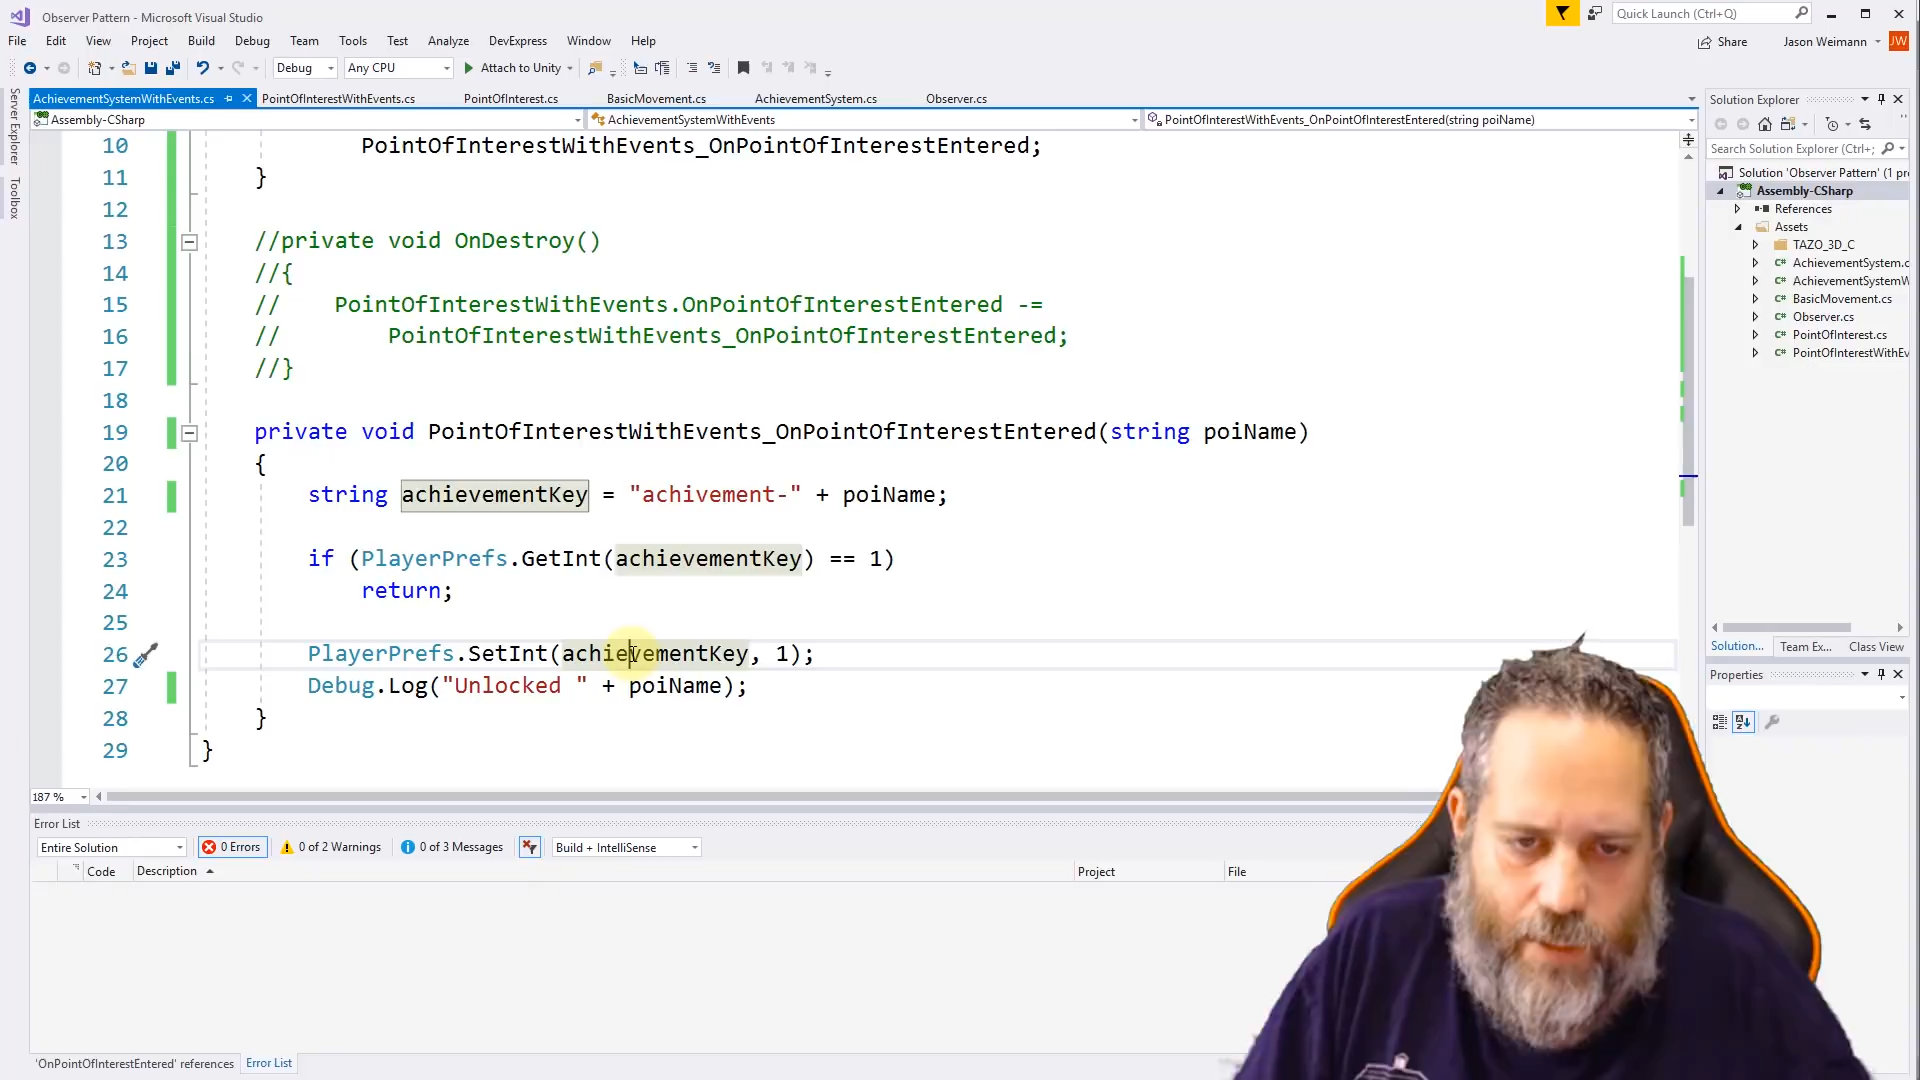 Observer Pattern - Microsoft Visual Studio
Quick Launch (Ctrl+Q)
File Edit View Project Build Debug Team Tools Test Analyze DevExpress Window Help
Share Jason Weimann JW
Debug Any CPU Attach to Unity
Server Explorer
Toolbox
AchievementSystemWithEvents.cs PointOfInterestWithEvents.cs PointOfInterest.cs BasicMovement.cs AchievementSystem.cs Observer.cs
Assembly-CSharp AchievementSystemWithEvents PointOfInterestWithEvents_OnPointOfInterestEntered(string poiName)
10 PointOfInterestWithEvents_OnPointOfInterestEntered;
11 }
12
13 //private void OnDestroy()
14 //{
15 // PointOfInterestWithEvents.OnPointOfInterestEntered -=
16 // PointOfInterestWithEvents_OnPointOfInterestEntered;
17 //}
18
19 private void PointOfInterestWithEvents_OnPointOfInterestEntered(string poiName)
20 {
21 string achievementKey = "achivement-" + poiName;
22
23 if (PlayerPrefs.GetInt(achievementKey) == 1)
24 return;
25
26 PlayerPrefs.SetInt(achievementKey, 1);
27 Debug.Log("Unlocked " + poiName);
28 }
29 }
187 %
Error List
Entire Solution 0 Errors 0 of 2 Warnings 0 of 3 Messages Build + IntelliSense
Code Description Project File
'OnPointOfInterestEntered' references Error List
Solution Explorer
Search Solution Explorer (Ctrl+;
Solution 'Observer Pattern' (1 pr
Assembly-CSharp
References
Assets
TAZO_3D_C
AchievementSystem.c
AchievementSystemW
BasicMovement.cs
Observer.cs
PointOfInterest.cs
PointOfInterestWithEv
Solution... Team Ex... Class View
Properties